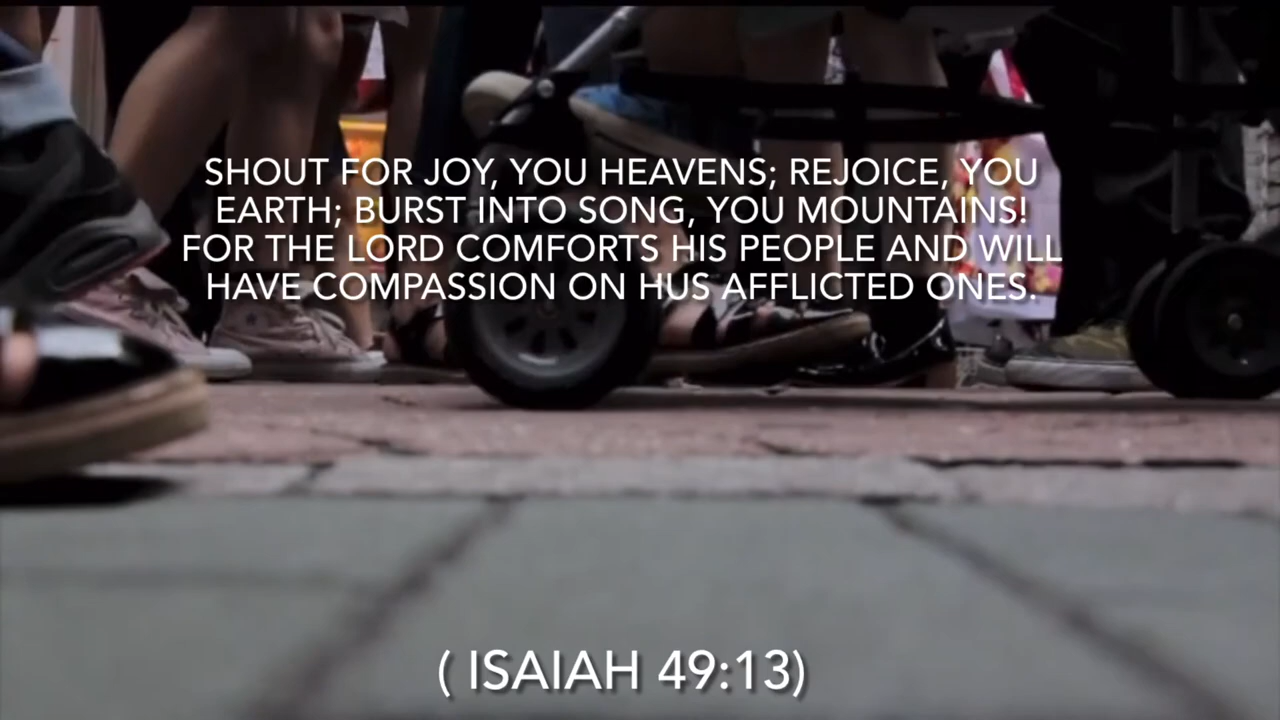 SHOUT FOR JOY, YOU HEAVENS; REJOICE, YOU
EARTH; BURST INTO SONG, YOU MOUNTAINS!
FOR THE LORD COMFORTS HIS PEOPLE AND WILL
HAVE COMPASSION ON HUS AFFLICTED ONES.
( ISAIAH 49:13)